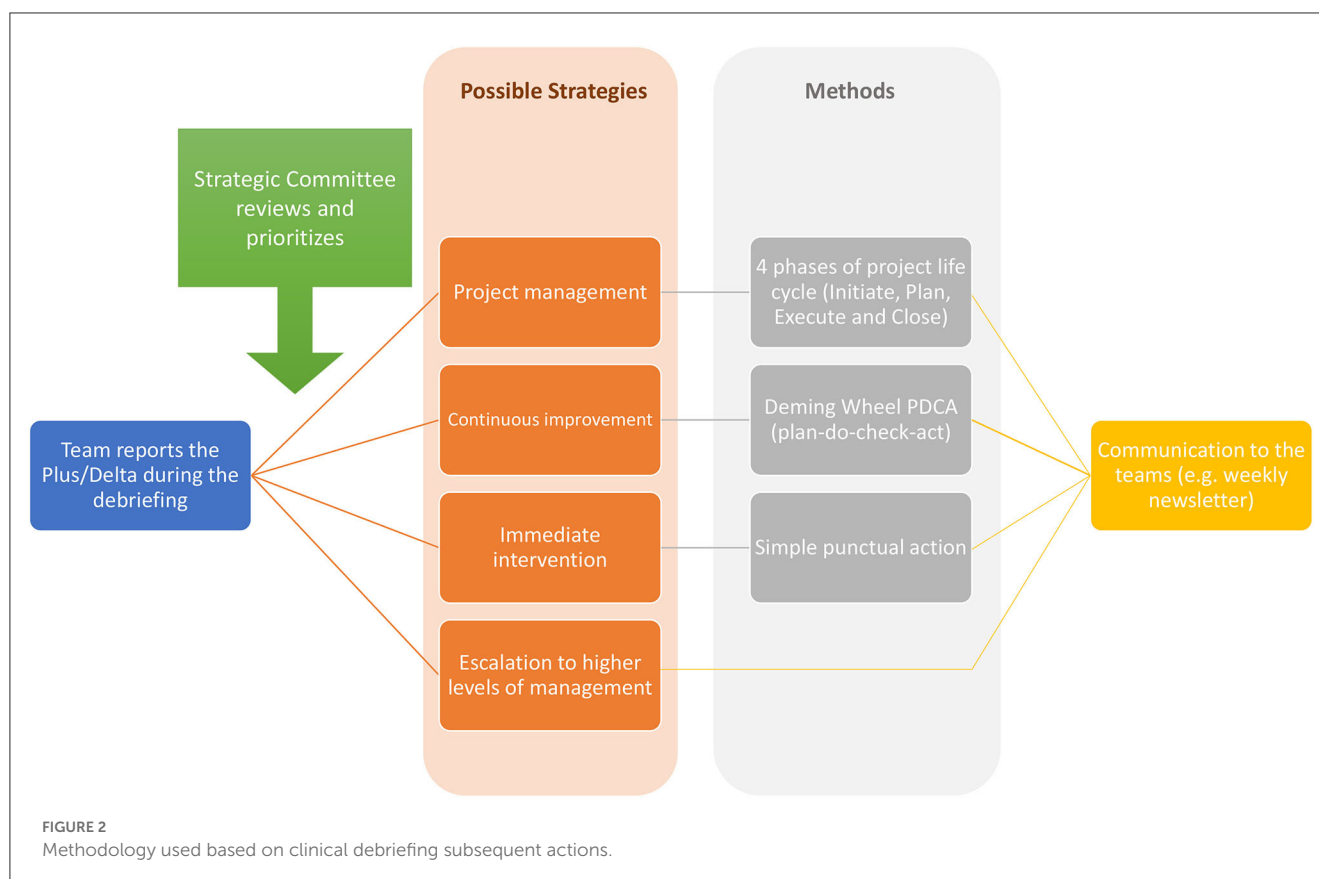 Possible Strategies
Methods
Strategic Committee
reviews and
prioritizes
Project management
4 phases of project life
cycle (Initiate, Plan,
Execute and Close)
Continuous improvement
Deming Wheel PDCA
(plan-do-check-act)
Team reports the
Plus/Delta during the
debriefing
Communication to the
teams (e.g. weekly
newsletter)
Immediate
intervention
Simple punctual action
Escalation to higher
levels of management
FIGURE 2
Methodology used based on clinical debriefing subsequent actions.